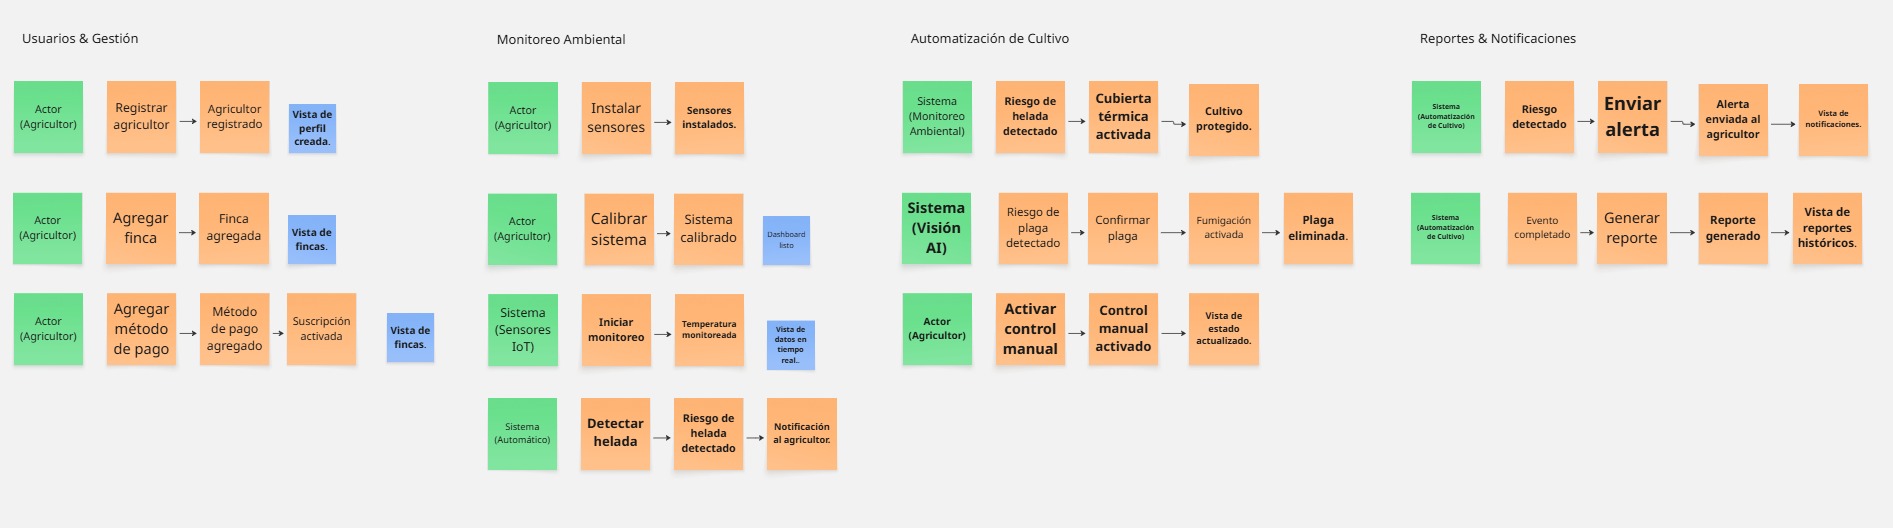 Usuarios & Gestión
Actor
(Agricultor)
Registrar
agricultor
Agricultor
registrado
Vista de
perfil
creada.
Actor
(Agricultor)
Agregar
finca
Finca
agregada
Vista de
fincas.
Actor
(Agricultor)
Agregar
método
de pago
Método
de pago
agregado
Suscripción
activada
Vista de
fincas.
Monitoreo Ambiental
Actor
(Agricultor)
Instalar
sensores
Sensores
instalados.
Actor
(Agricultor)
Calibrar
sistema
Sistema
calibrado
Dashboard
listo
Sistema
(Sensores
IoT)
Iniciar
monitoreo
Temperatura
monitoreada
Vista de
datos en
tiempo
real..
Sistema
(Automático)
Detectar
helada
Riesgo de
helada
detectado
Notificación
al agricultor.
Automatización de Cultivo
Sistema
(Monitoreo
Ambiental)
Riesgo de
helada
detectado
Cubierta
térmica
activada
Cultivo
protegido.
Sistema
(Visión
AI)
Riesgo de
plaga
detectado
Confirmar
plaga
Fumigación
activada
Plaga
eliminada.
Actor
(Agricultor)
Activar
control
manual
Control
manual
activado
Vista de
estado
actualizado.
Reportes & Notificaciones
Sistema
(Automatización
de Cultivo)
Riesgo
detectado
Enviar
alerta
Alerta
enviada al
agricultor
Vista de
notificaciones.
Sistema
(Automatización
de Cultivo)
Evento
completado
Generar
reporte
Reporte
generado
Vista de
reportes
históricos.